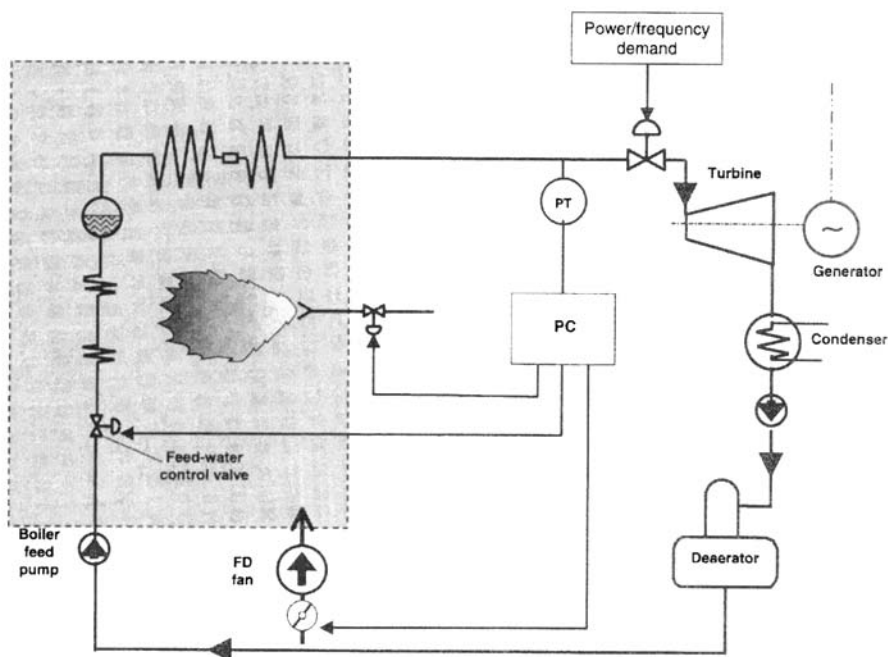 Power/frequency
demand
Turbine
PT
Generator
PC
Condenser
Feed-water
control valve
Boiler
feed
pump
FD
fan
Deaerator
~